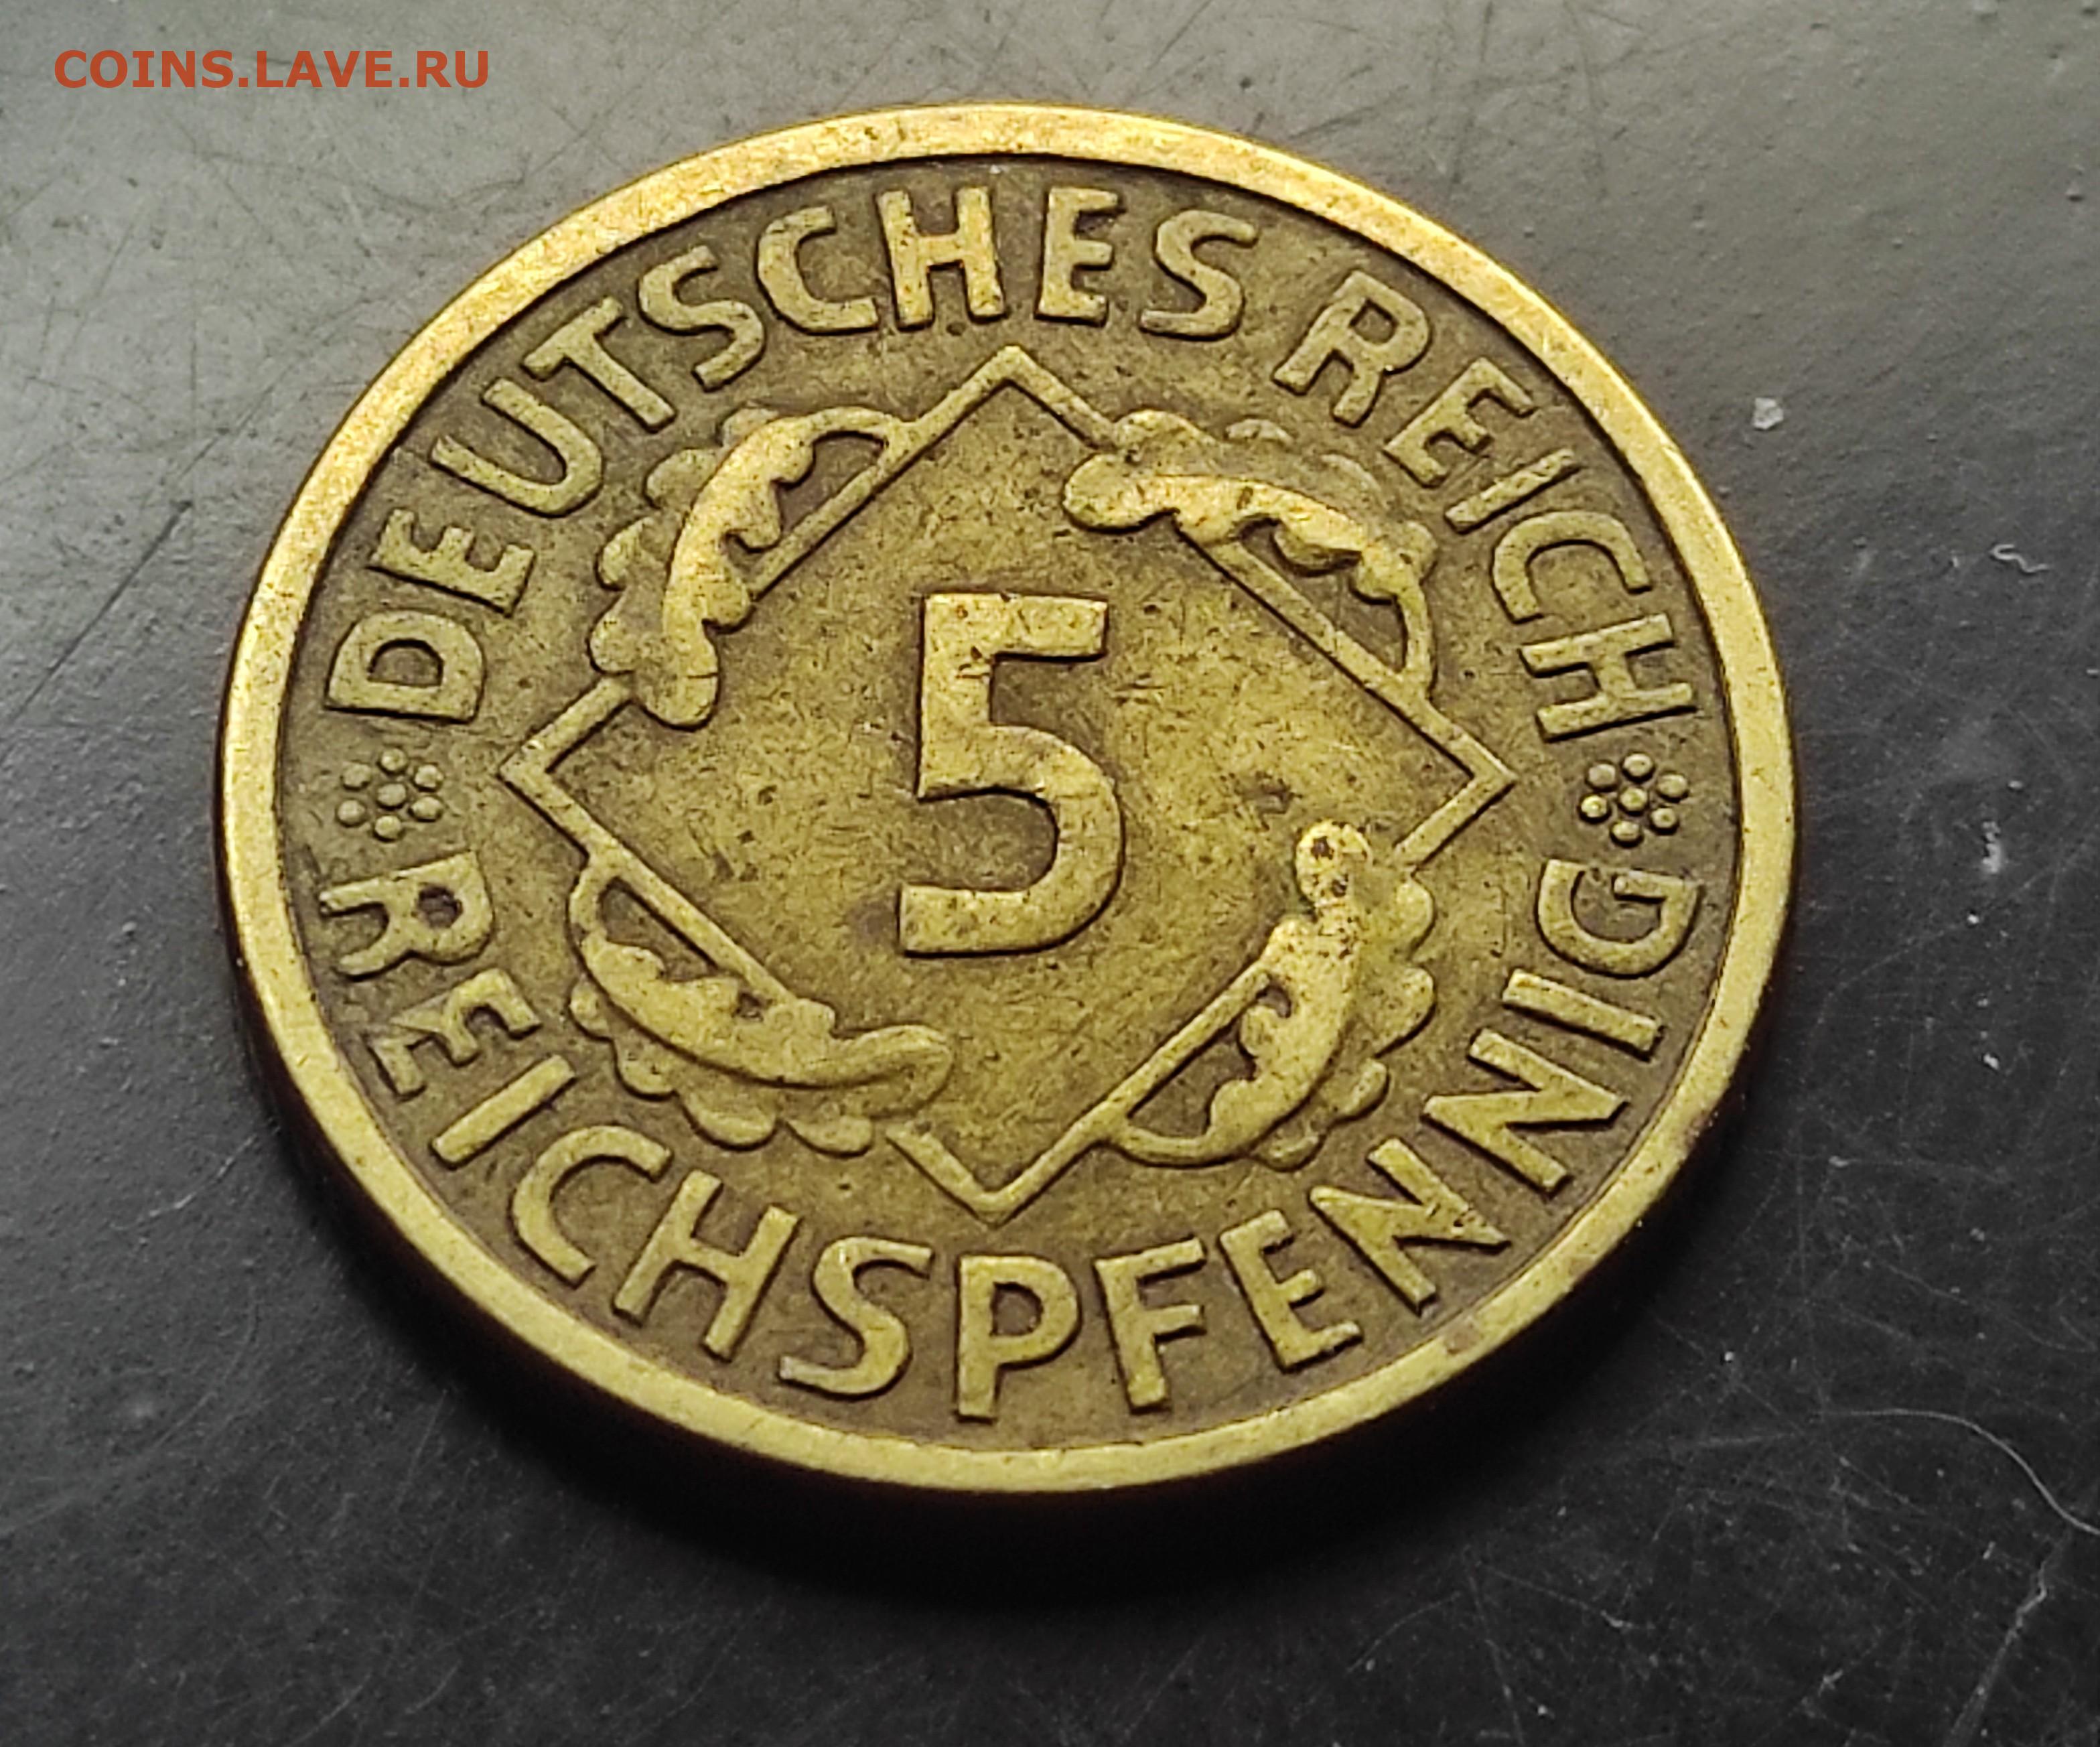 COINS.LAVE.RU
DEUTSCHES REICH
5
REICHSPFENNIG